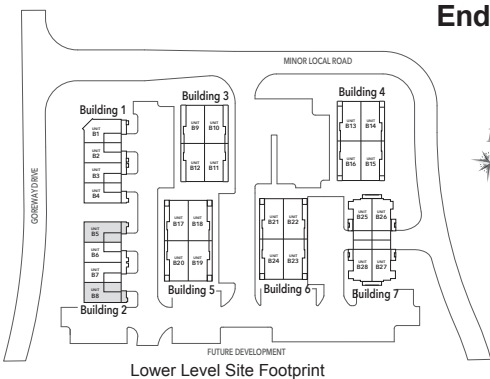 End
MINOR LOCAL ROAD
GOREWAY DRIVE
Building 1
UNIT B1
UNIT B2
UNIT B3
UNIT B4
Building 3
UNIT B9
UNIT B10
UNIT B12
UNIT B11
Building 4
UNIT B13
UNIT B14
UNIT B16
UNIT B15
UNIT B5
UNIT B6
UNIT B7
UNIT B8
Building 2
UNIT B17
UNIT B18
UNIT B20
UNIT B19
Building 5
UNIT B21
UNIT B22
UNIT B24
UNIT B23
Building 6
UNIT B25
UNIT B26
UNIT B28
UNIT B27
Building 7
FUTURE DEVELOPMENT
Lower Level Site Footprint